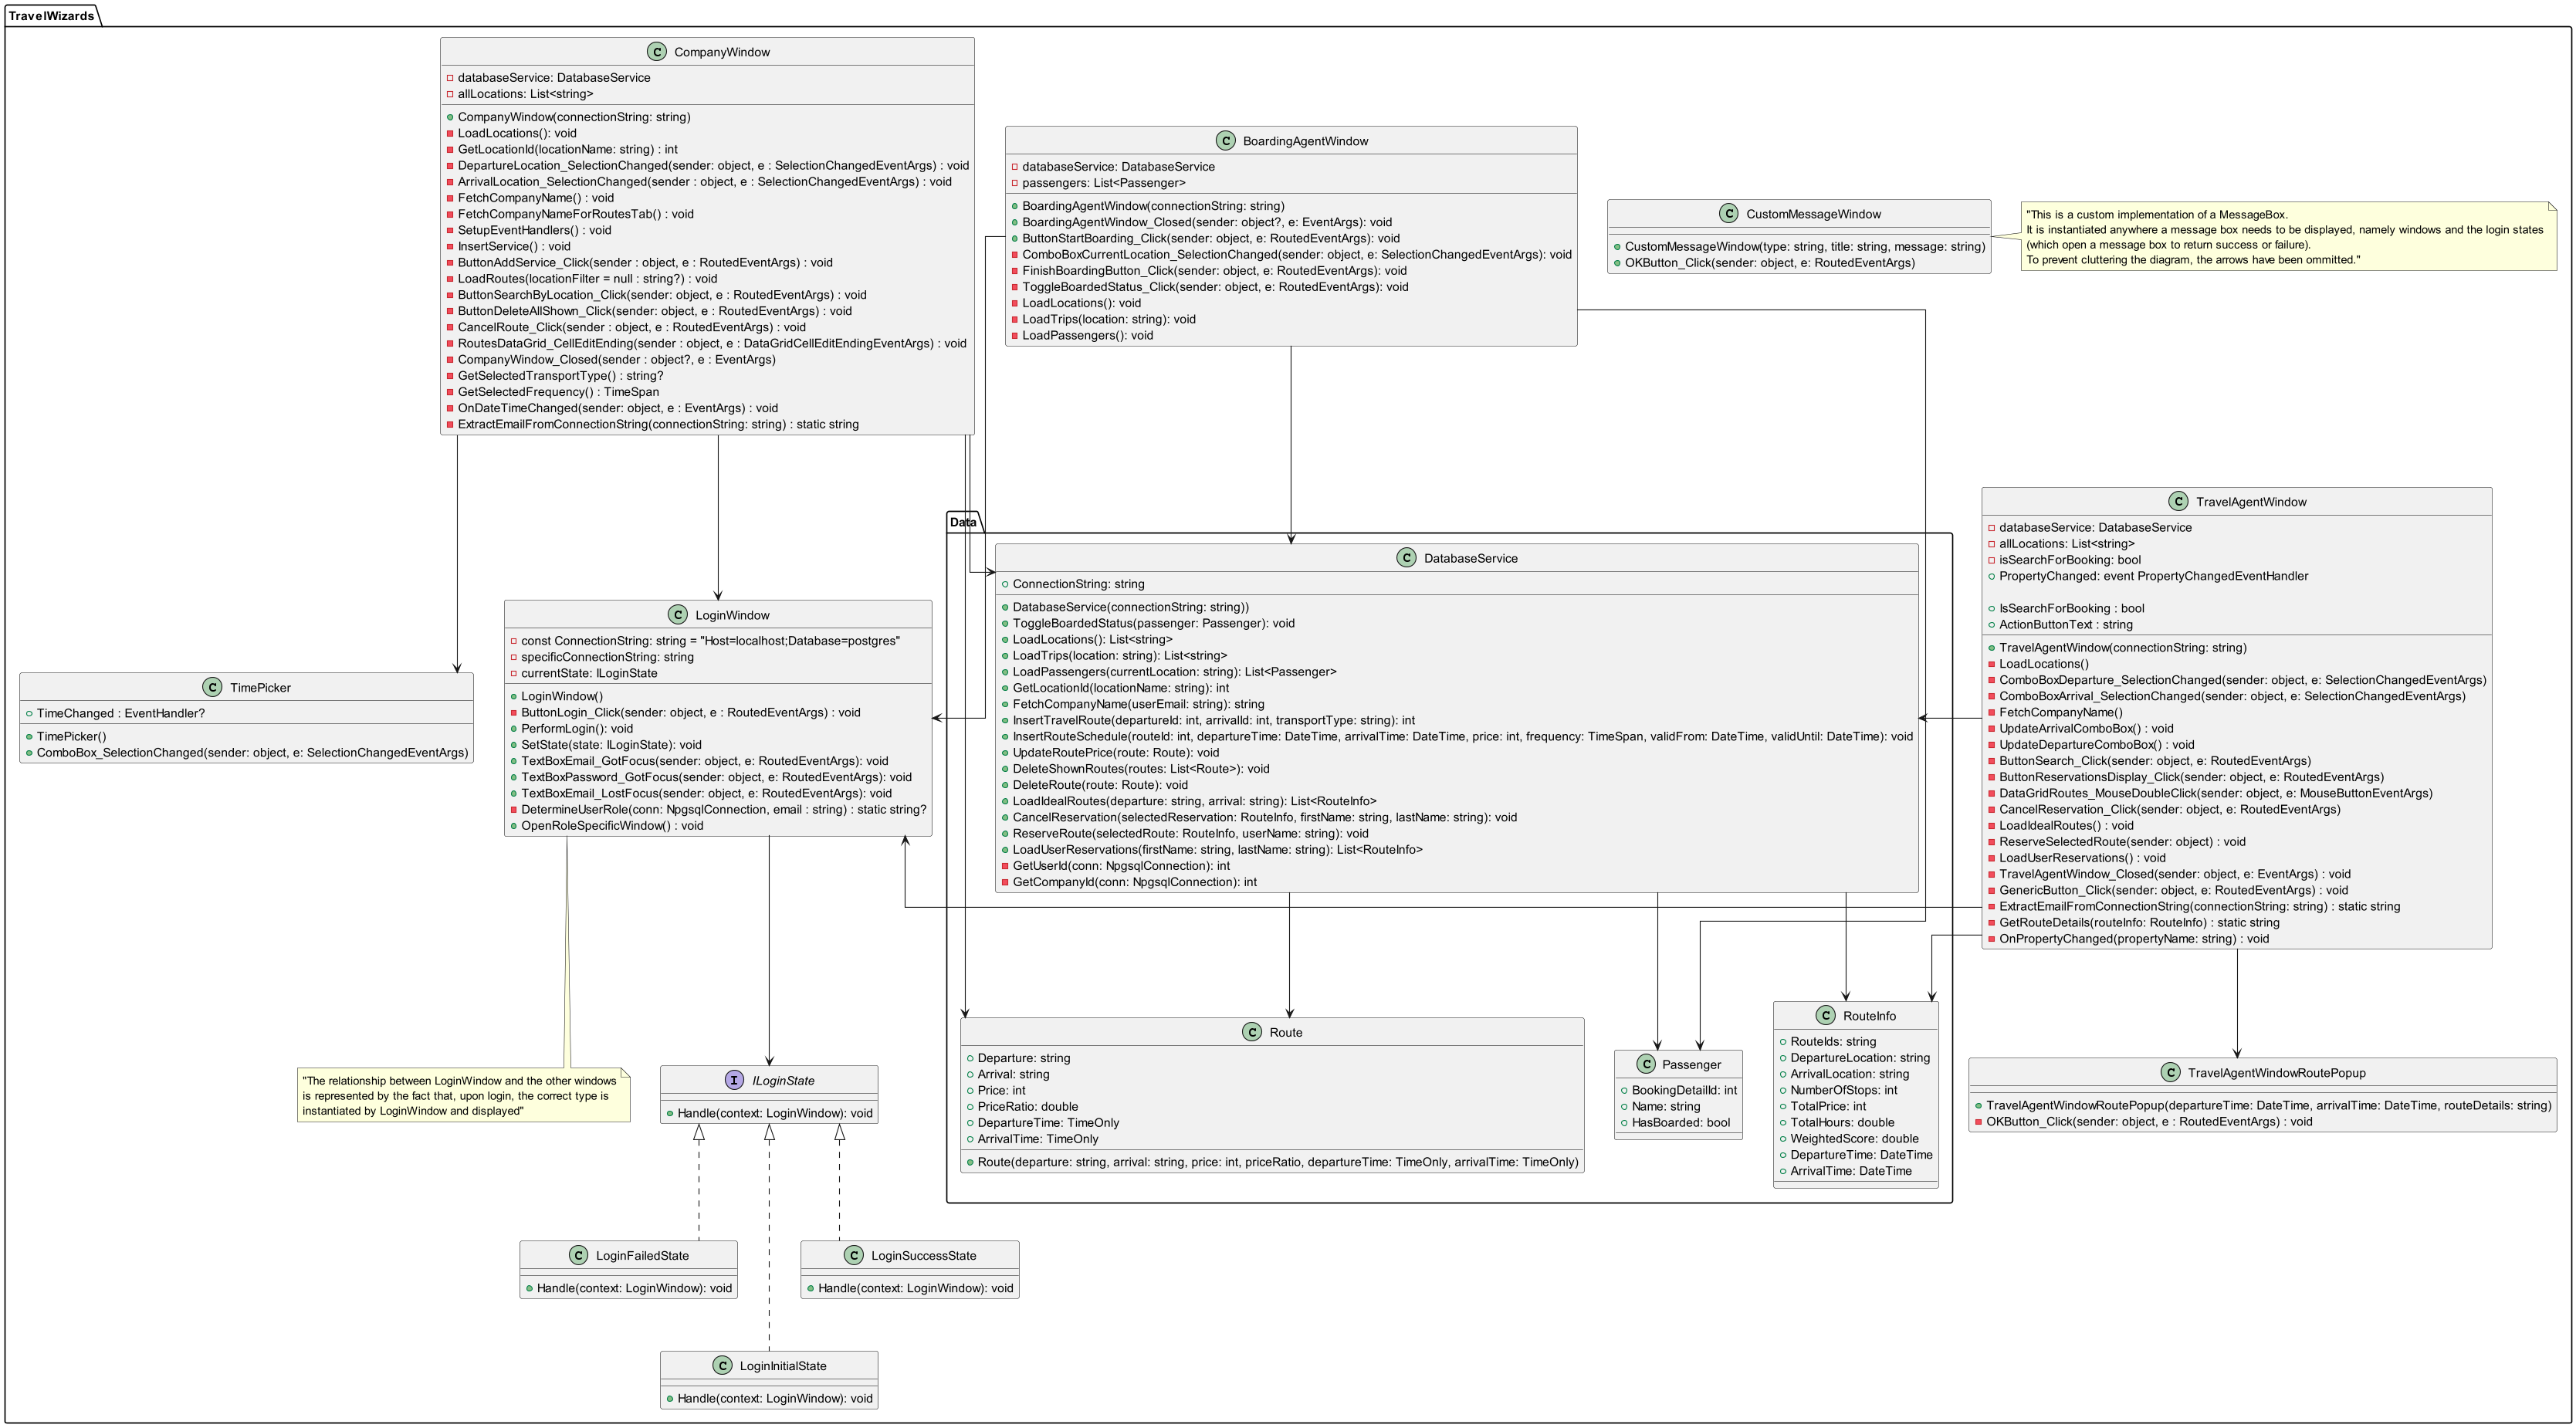 TravelWizards
C CompanyWindow
databaseService: DatabaseService
allLocations: List<string>
CompanyWindow(connectionString: string)
LoadLocations(): void
GetLocationId(locationName: string) : int
DepartureLocation_SelectionChanged(sender: object, e : SelectionChangedEventArgs) : void
ArrivalLocation_SelectionChanged(sender : object, e : SelectionChangedEventArgs) : void
FetchCompanyName() : void
FetchCompanyNameForRoutesTab() : void
SetupEventHandlers() : void
InsertService() : void
ButtonAddService_Click(sender : object, e : RoutedEventArgs) : void
LoadRoutes(locationFilter = null : string?) : void
ButtonSearchByLocation_Click(sender: object, e : RoutedEventArgs) : void
ButtonDeleteAllShown_Click(sender: object, e : RoutedEventArgs) : void
CancelRoute_Click(sender : object, e : RoutedEventArgs) : void
RoutesDataGrid_CellEditEnding(sender : object, e : DataGridCellEditEndingEventArgs) : void
CompanyWindow_Closed(sender : object?, e : EventArgs)
GetSelectedTransportType() : string?
GetSelectedFrequency() : TimeSpan
OnDateTimeChanged(sender: object, e : EventArgs) : void
ExtractEmailFromConnectionString(connectionString: string) : static string
C BoardingAgentWindow
databaseService: DatabaseService
passengers: List<Passenger>
BoardingAgentWindow(connectionString: string)
BoardingAgentWindow_Closed(sender: object?, e: EventArgs): void
ButtonStartBoarding_Click(sender: object, e: RoutedEventArgs): void
ComboBoxCurrentLocation_SelectionChanged(sender: object, e: SelectionChangedEventArgs): void
FinishBoardingButton_Click(sender: object, e: RoutedEventArgs): void
ToggleBoardedStatus_Click(sender: object, e: RoutedEventArgs): void
LoadLocations(): void
LoadTrips(location: string): void
LoadPassengers(): void
C CustomMessageWindow
CustomMessageWindow(type: string, title: string, message: string)
OKButton_Click(sender: object, e: RoutedEventArgs)
"This is a custom implementation of a MessageBox.
It is instantiated anywhere a message box needs to be displayed, namely windows and the login states
(which open a message box to return success or failure).
To prevent cluttering the diagram, the arrows have been ommitted."
C TravelAgentWindow
databaseService: DatabaseService
allLocations: List<string>
isSearchForBooking: bool
PropertyChanged: event PropertyChangedEventHandler
IsSearchForBooking : bool
ActionButtonText : string
TravelAgentWindow(connectionString: string)
LoadLocations()
ComboBoxDeparture_SelectionChanged(sender: object, e: SelectionChangedEventArgs)
ComboBoxArrival_SelectionChanged(sender: object, e: SelectionChangedEventArgs)
FetchCompanyName()
UpdateArrivalComboBox() : void
UpdateDepartureComboBox() : void
ButtonSearch_Click(sender: object, e: RoutedEventArgs)
ButtonReservationsDisplay_Click(sender: object, e: RoutedEventArgs)
DataGridRoutes_MouseDoubleClick(sender: object, e: MouseButtonEventArgs)
CancelReservation_Click(sender: object, e: RoutedEventArgs)
LoadIdealRoutes() : void
ReserveSelectedRoute(sender: object) : void
LoadUserReservations() : void
TravelAgentWindow_Closed(sender: object, e: EventArgs) : void
GenericButton_Click(sender: object, e: RoutedEventArgs) : void
ExtractEmailFromConnectionString(connectionString: string) : static string
GetRouteDetails(routeInfo: RouteInfo) : static string
OnPropertyChanged(propertyName: string) : void
Data
C DatabaseService
ConnectionString: string
DatabaseService(connectionString: string))
ToggleBoardedStatus(passenger: Passenger): void
LoadLocations(): List<string>
LoadTrips(location: string): List<string>
LoadPassengers(currentLocation: string): List<Passenger>
GetLocationId(locationName: string): int
FetchCompanyName(userEmail: string): string
InsertTravelRoute(departureId: int, arrivalId: int, transportType: string): int
InsertRouteSchedule(routeId: int, departureTime: DateTime, arrivalTime: DateTime, price: int, frequency: TimeSpan, validFrom: DateTime, validUntil: DateTime): void
UpdateRoutePrice(route: Route): void
DeleteShownRoutes(routes: List<Route>): void
DeleteRoute(route: Route): void
LoadIdealRoutes(departure: string, arrival: string): List<RouteInfo>
CancelReservation(selectedReservation: RouteInfo, firstName: string, lastName: string): void
ReserveRoute(selectedRoute: RouteInfo, userName: string): void
LoadUserReservations(firstName: string, lastName: string): List<RouteInfo>
GetUserId(conn: NpgsqlConnection): int
GetCompanyId(conn: NpgsqlConnection): int
C LoginWindow
const ConnectionString: string = "Host=localhost;Database=postgres"
specificConnectionString: string
currentState: ILoginState
LoginWindow()
ButtonLogin_Click(sender: object, e : RoutedEventArgs) : void
PerformLogin(): void
SetState(state: ILoginState): void
TextBoxEmail_GotFocus(sender: object, e: RoutedEventArgs): void
TextBoxPassword_GotFocus(sender: object, e: RoutedEventArgs): void
TextBoxEmail_LostFocus(sender: object, e: RoutedEventArgs): void
DetermineUserRole(conn: NpgsqlConnection, email : string) : static string?
OpenRoleSpecificWindow() : void
C TimePicker
TimeChanged : EventHandler?
TimePicker()
ComboBox_SelectionChanged(sender: object, e: SelectionChangedEventArgs)
"The relationship between LoginWindow and the other windows
is represented by the fact that, upon login, the correct type is
instantiated by LoginWindow and displayed"
I ILoginState
Handle(context: LoginWindow): void
C Route
Departure: string
Arrival: string
Price: int
PriceRatio: double
DepartureTime: TimeOnly
ArrivalTime: TimeOnly
Route(departure: string, arrival: string, price: int, priceRatio, departureTime: TimeOnly, arrivalTime: TimeOnly)
C Passenger
BookingDetailId: int
Name: string
HasBoarded: bool
C RouteInfo
RouteIds: string
DepartureLocation: string
ArrivalLocation: string
NumberOfStops: int
TotalPrice: int
TotalHours: double
WeightedScore: double
DepartureTime: DateTime
ArrivalTime: DateTime
C TravelAgentWindowRoutePopup
TravelAgentWindowRoutePopup(departureTime: DateTime, arrivalTime: DateTime, routeDetails: string)
OKButton_Click(sender: object, e : RoutedEventArgs) : void
C LoginFailedState
Handle(context: LoginWindow): void
C LoginSuccessState
Handle(context: LoginWindow): void
C LoginInitialState
Handle(context: LoginWindow): void